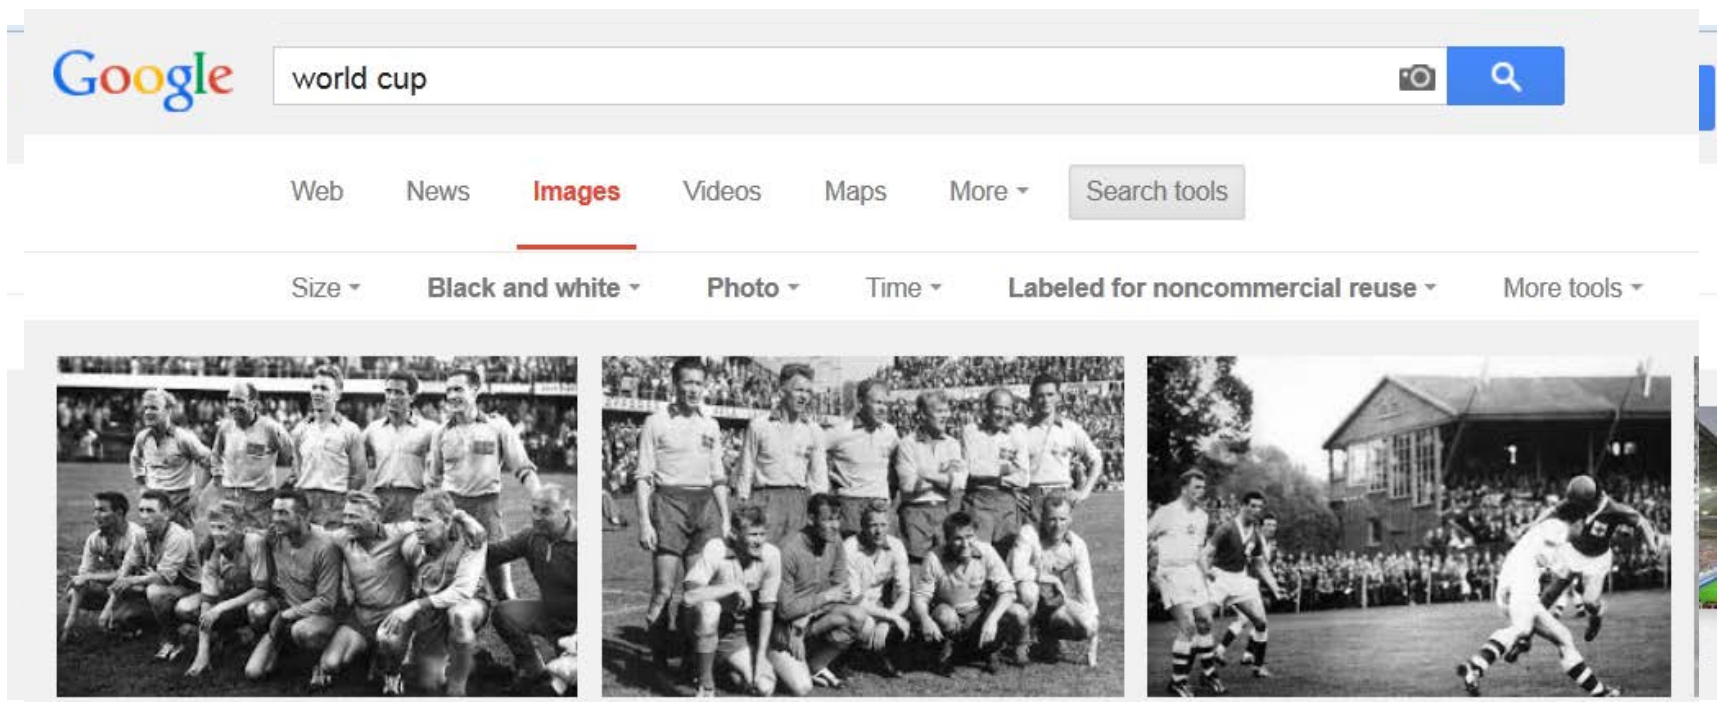 Google world cup
Web News Images Videos Maps More Search tools
Size Black and white Photo Time Labeled for noncommercial reuse More tools